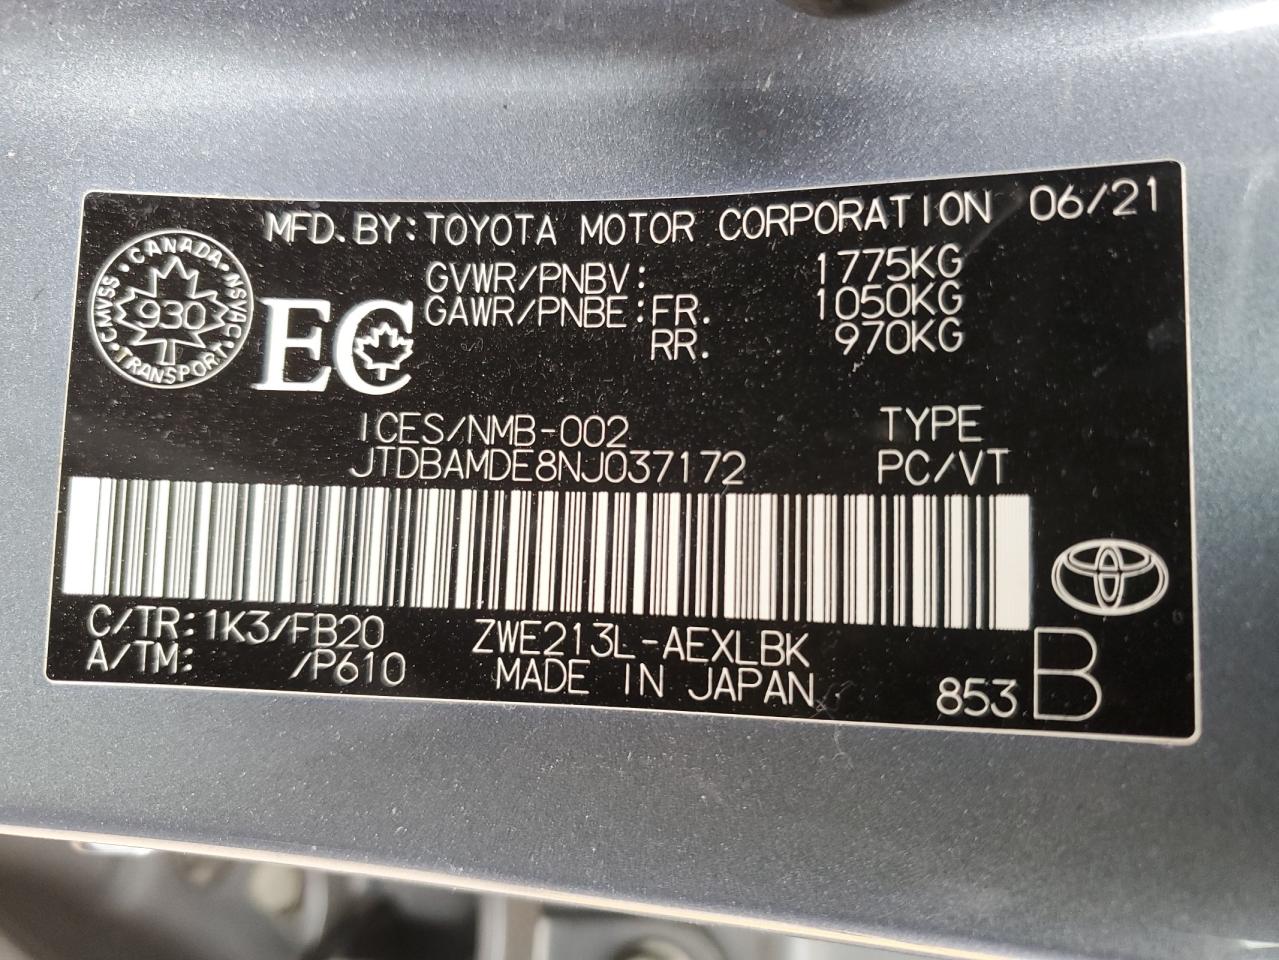 MFD. BY: TOYOTA MOTOR CORPORATION 06/21
CANADA
CMVSS · NSVAC
930
TRANSPORT
EC
GVWR/PNBV: 1775KG
GAWR/PNBE: FR. 1050KG
RR. 970KG
ICES/NMB-002 TYPE
JTDBAMDE8NJ037172 PC/VT
C/TR: 1K3/FB20 ZWE213L-AEXLBK
A/TM: /P610 MADE IN JAPAN 853 B